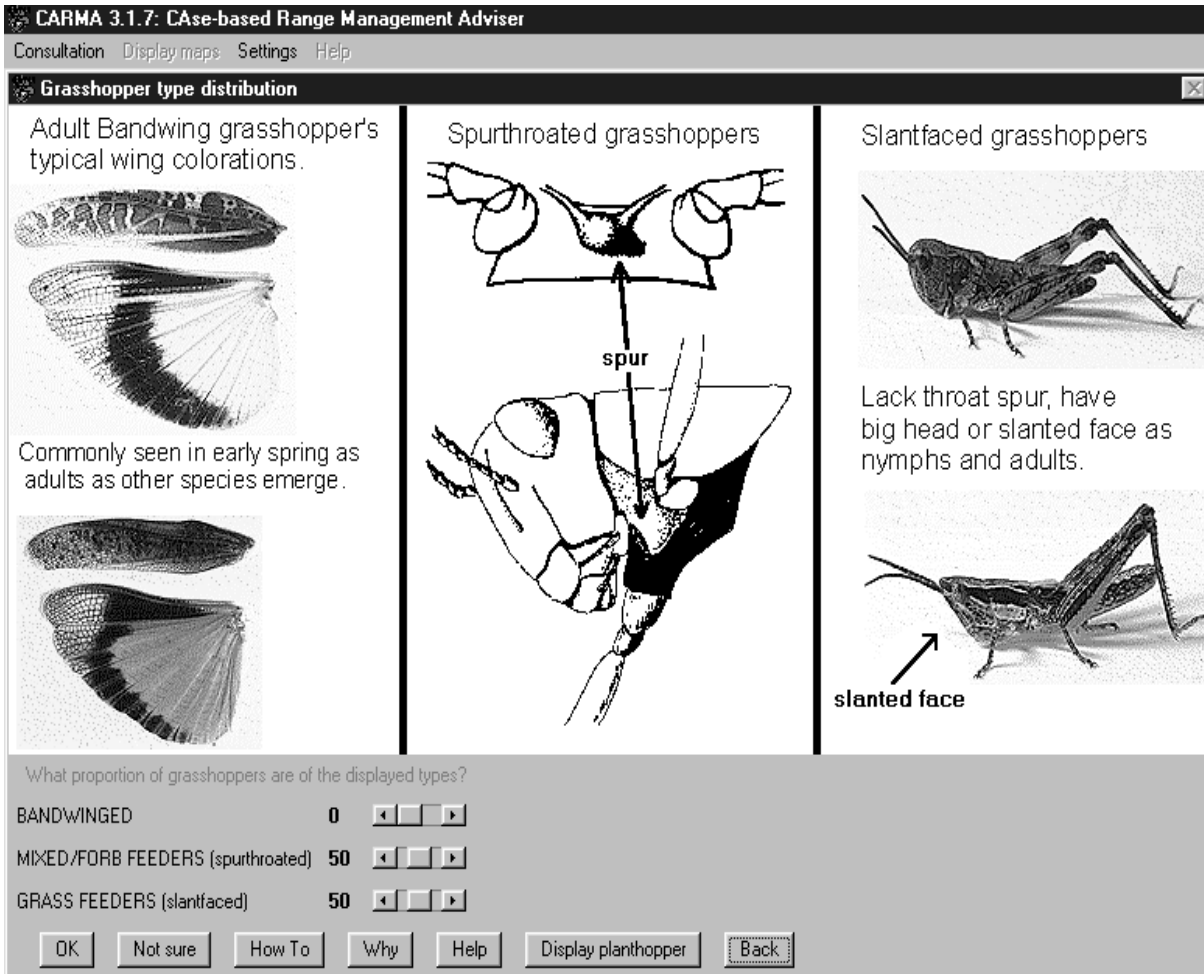 CARMA 3.1.7: CAse-based Range Management Adviser
Consultation Display maps Settings Help
Grasshopper type distribution
Adult Bandwing grasshopper's
typical wing colorations.
Commonly seen in early spring as
adults as other species emerge.
Spurthroated grasshoppers
spur
Slantfaced grasshoppers
Lack throat spur, have
big head or slanted face as
nymphs and adults.
slanted face
What proportion of grasshoppers are of the displayed types?
BANDWINGED 0
MIXED/FORB FEEDERS (spurthroated) 50
GRASS FEEDERS (slantfaced) 50
OK Not sure How To Why Help Display planthopper Back